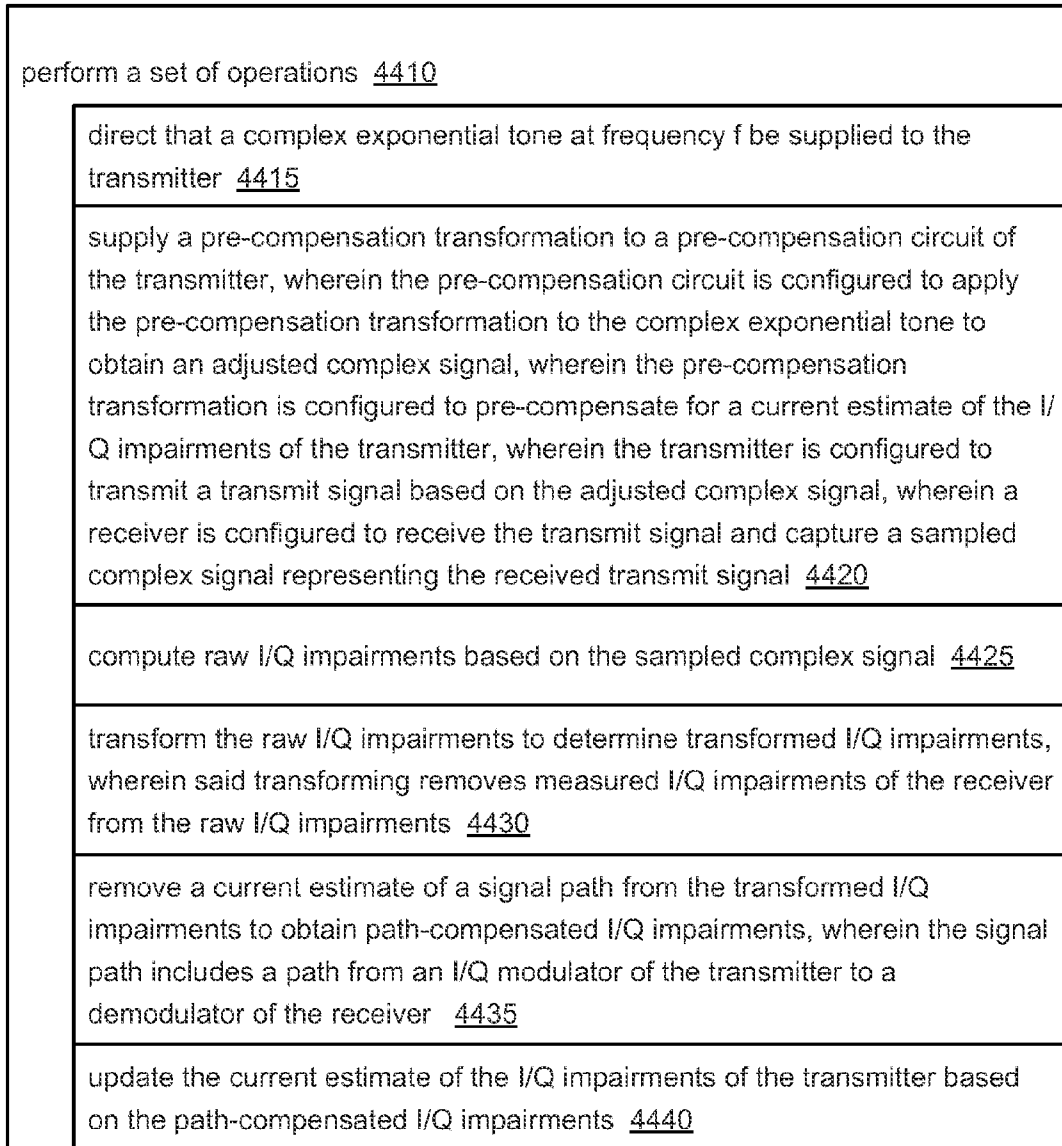 perform a set of operations 4410
direct that a complex exponential tone at frequency f be supplied to the
transmitter 4415
supply a pre-compensation transformation to a pre-compensation circuit of
the transmitter, wherein the pre-compensation circuit is configured to apply
the pre-compensation transformation to the complex exponential tone to
obtain an adjusted complex signal, wherein the pre-compensation
transformation is configured to pre-compensate for a current estimate of the I/
Q impairments of the transmitter, wherein the transmitter is configured to
transmit a transmit signal based on the adjusted complex signal, wherein a
receiver is configured to receive the transmit signal and capture a sampled
complex signal representing the received transmit signal 4420
compute raw I/Q impairments based on the sampled complex signal 4425
transform the raw I/Q impairments to determine transformed I/Q impairments,
wherein said transforming removes measured I/Q impairments of the receiver
from the raw I/Q impairments 4430
remove a current estimate of a signal path from the transformed I/Q
impairments to obtain path-compensated I/Q impairments, wherein the signal
path includes a path from an I/Q modulator of the transmitter to a
demodulator of the receiver 4435
update the current estimate of the I/Q impairments of the transmitter based
on the path-compensated I/Q impairments 4440